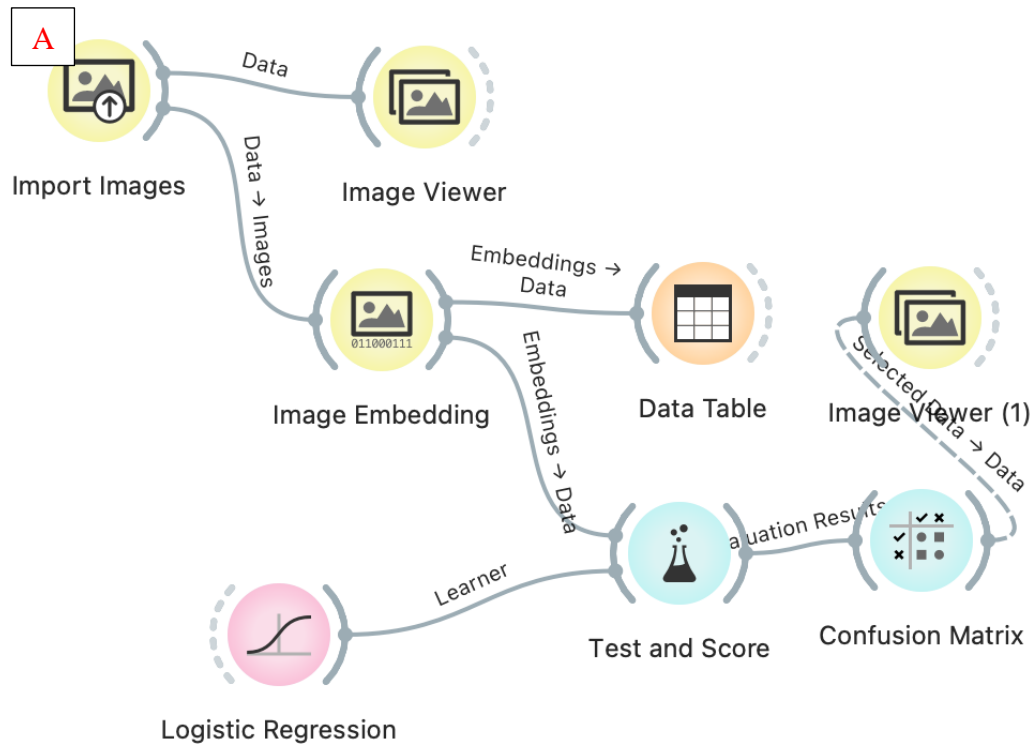 A
Data
Import Images
Image Viewer
Data → Images
Embeddings →
Data
011000111
Image Embedding
Data Table
Image Viewer (1)
Selected Data → Data
Embeddings → Data
aluation Results
Learner
Test and Score
Confusion Matrix
Logistic Regression